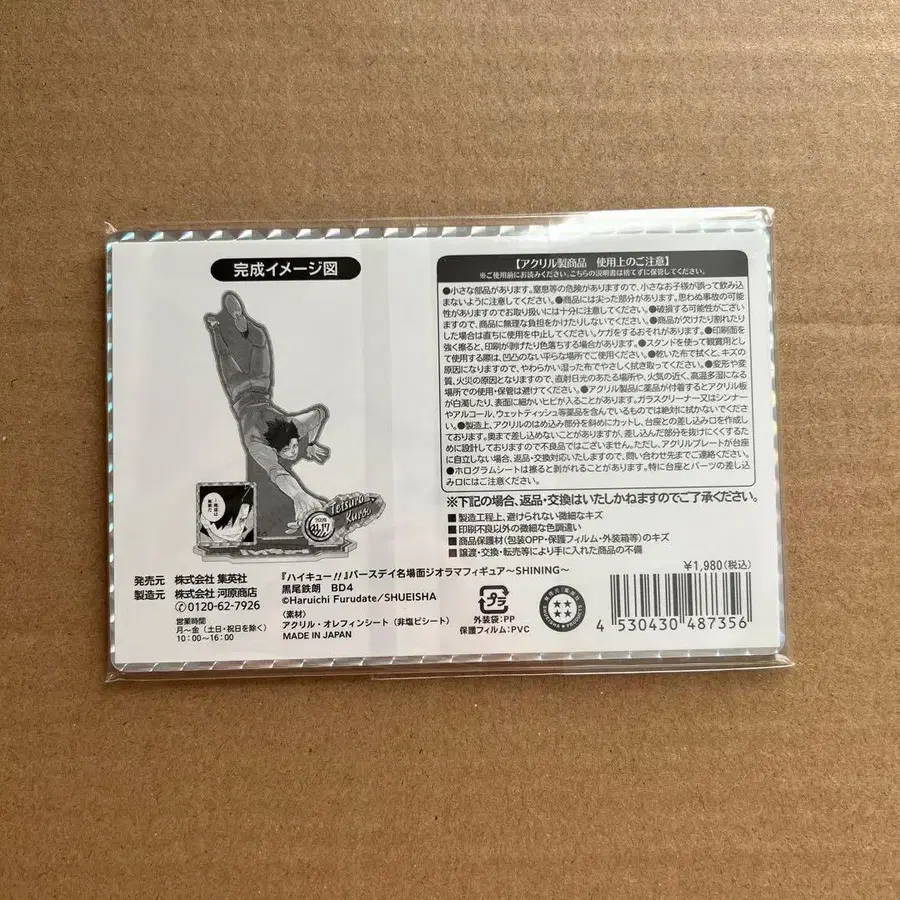 完成イメージ図
Tetsuro
Kuroo
【アクリル製商品 使用上のご注意】
※ご使用前にお読みください。こちらの説明書は捨てずに保管してください。
●小さな部品があります。窒息等の危険がありますので、小さなお子様が誤って飲み込
まないように注意してください。●商品には尖った部分があります。思わぬ事故の可能
性がありますのでお取り扱いには十分に注意してください。●破損する可能性がござい
ますので、商品に無理な負担をかけたりしないでください。●商品が欠けたり割れたり
した場合は直ちに使用を中止してください。ケガをするおそれがあります。●印刷面を
強く擦ると、印刷が剥げたり色落ちする場合があります。●スタンドを使って観賞用とし
て使用する際は、凹凸のない平らな場所でご使用ください。●乾いた布で拭くと、キズの
原因になりますので、やわらかい湿った布でやさしく拭き取ってください。●変形や変
質、火災の原因となりますので、直射日光のあたる場所や、火気の近く、高温多湿になる
場所での使用・保管は避けてください。●アクリル製品に薬品が付着するとアクリル板
が白濁したり、表面に細かいヒビが入ることがあります。ガラスクリーナー又はシンナー
やアルコール、ウェットティッシュ等薬品を含んでいるものでは絶対に拭かないでくださ
い。●製造上、アクリルのはめ込み部分を斜めにカットし、台座との差し込み口を作成し
ております。奥まで差し込めないことがありますが、差し込んだ部分を抜けにくくするた
めに設計しておりますので不良品ではございません。ただし、アクリルプレートが台座
に自立しない場合、返品・交換対応いたしますので、問い合わせ先までご連絡ください。
●ホログラムシートは擦ると剥がれることがあります。特に台座とパーツの差し込
み口にはご注意ください。
※下記の場合、返品・交換はいたしかねますのでご了承ください。
■製造工程上、避けられない微細なキズ
■印刷不良以外の微細な色調違い
■商品保護材(包装OPP・保護フィルム・外装箱等)のキズ
■譲渡・交換・転売等により手に入れた商品の不備
発売元 株式会社 集英社
製造元 株式会社 河原商店
✆0120-62-7926
営業時間
月~金(土日・祝日を除く)
10:00~16:00
『ハイキュー!!』バースデイ名場面ジオラマフィギュア~SHINING~
黒尾鉄朗 BD4
©Haruichi Furudate/SHUEISHA
〈素材〉
アクリル・オレフィンシート(非塩ビシート)
MADE IN JAPAN
プラ
外装袋:PP
保護フィルム:PVC
¥1,980(税込)
4 530430 487356